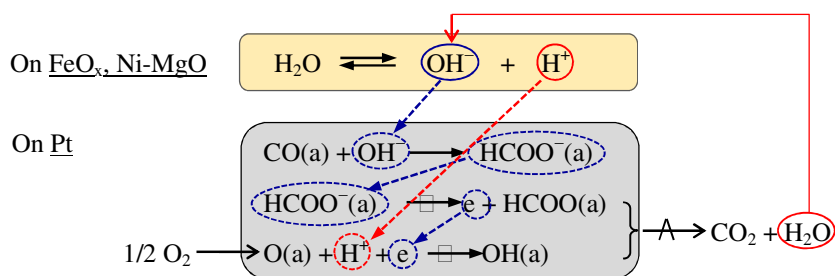 On FeOₓ, Ni-MgO H₂O ⇌ OH⁻ + H⁺
On Pt
CO(a) + OH⁻ → HCOO⁻(a)
HCOO⁻(a) → e + HCOO(a)
1/2 O₂ → O(a) + H⁺ + e → OH(a)
CO₂ + H₂O